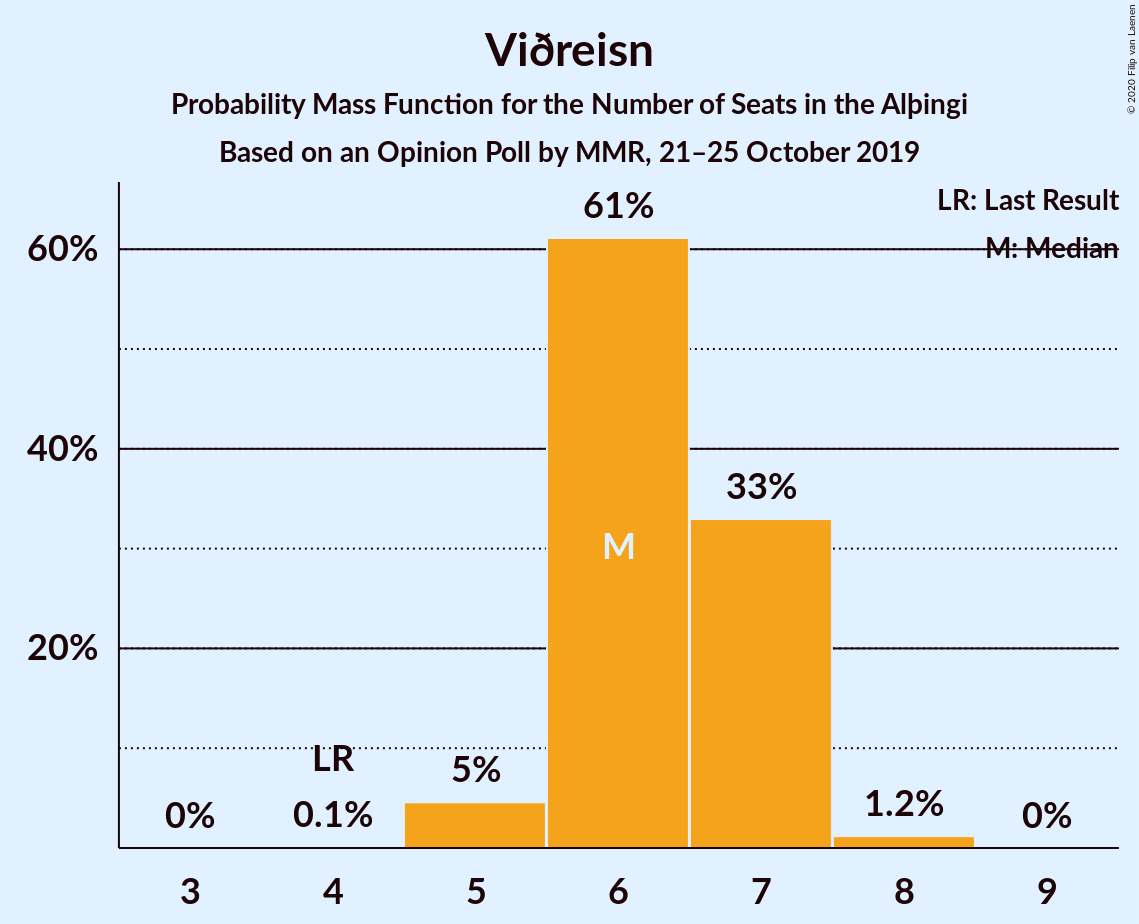 Viðreisn
Probability Mass Function for the Number of Seats in the Alþingi
Based on an Opinion Poll by MMR, 21–25 October 2019
© 2020 Filip van Laenen
LR: Last Result
M: Median
61%
60%
40%
33%
M
20%
LR
5%
0%
0.1%
1.2%
0%
3 4 5 6 7 8 9